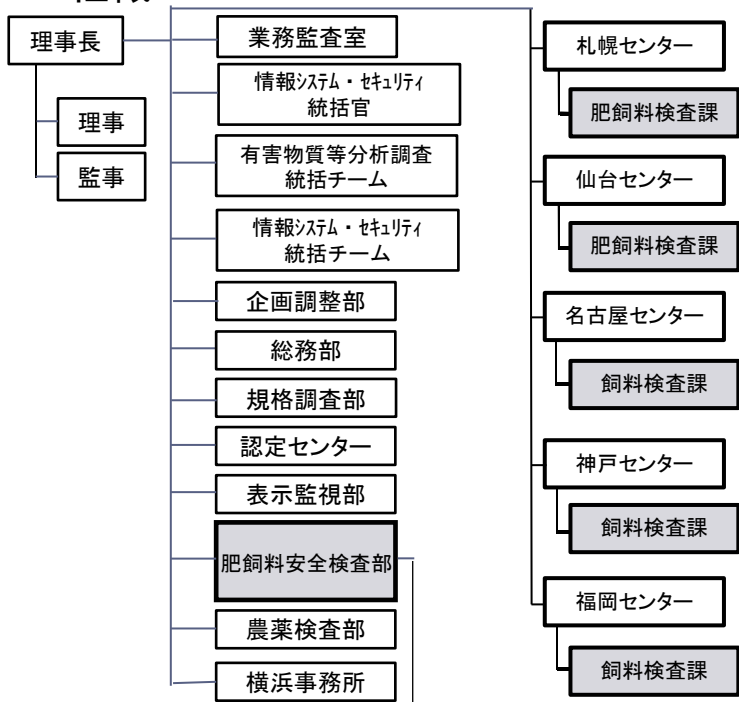 理事長
理事
監事
業務監査室
情報ｼｽﾃﾑ・ｾｷｭﾘﾃｨ
統括官
有害物質等分析調査
統括チーム
情報ｼｽﾃﾑ・ｾｷｭﾘﾃｨ
統括チーム
企画調整部
総務部
規格調査部
認定センター
表示監視部
肥飼料安全検査部
農薬検査部
横浜事務所
札幌センター
肥飼料検査課
仙台センター
肥飼料検査課
名古屋センター
飼料検査課
神戸センター
飼料検査課
福岡センター
飼料検査課